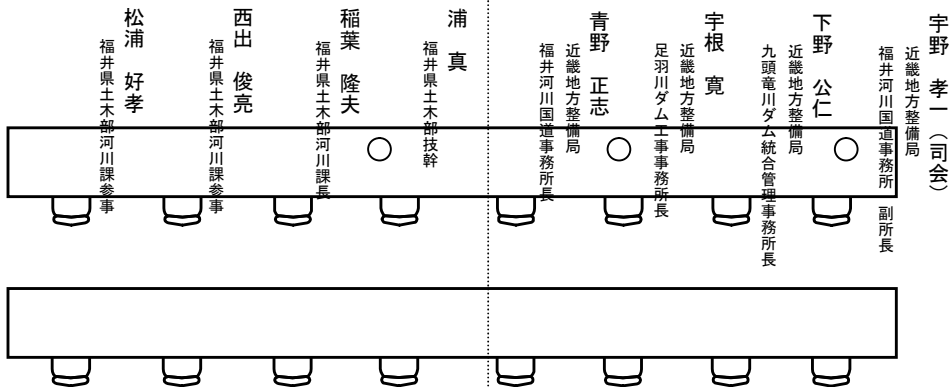 宇野 孝一(司会)
近畿地方整備局
福井河川国道事務所 副所長
下野 公仁
近畿地方整備局
九頭竜川ダム統合管理事務所長
宇根 寛
近畿地方整備局
足羽川ダム工事事務所長
青野 正志
近畿地方整備局
福井河川国道事務所長
浦 真
福井県土木部技幹
稲葉 隆夫
福井県土木部河川課長
西出 俊亮
福井県土木部河川課参事
松浦 好孝
福井県土木部河川課参事